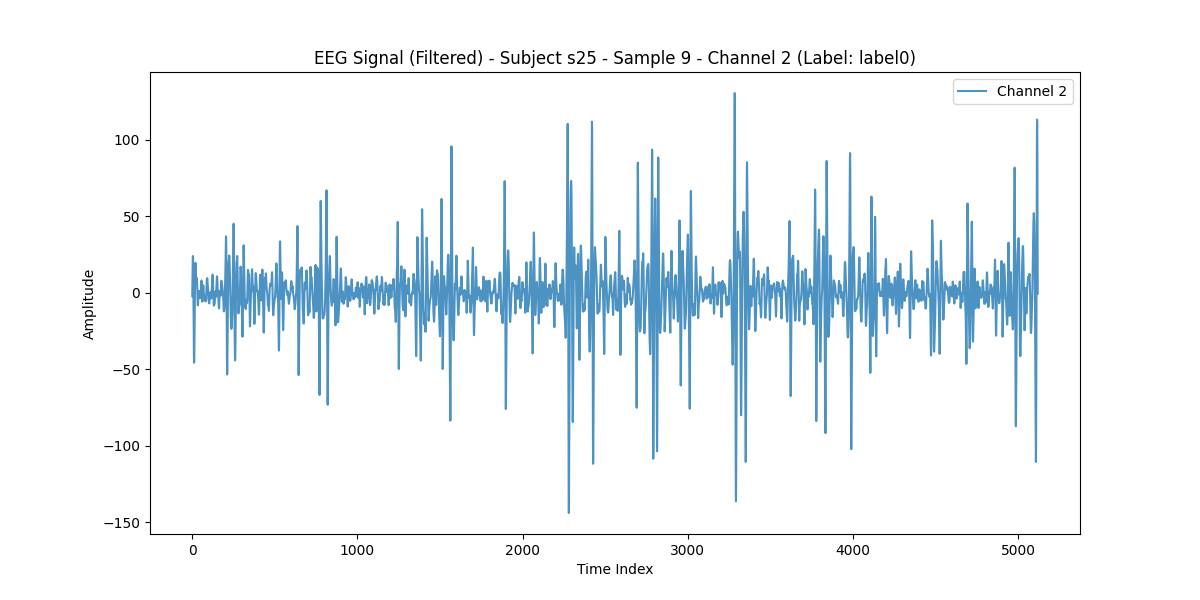 EEG Signal (Filtered) - Subject s25 - Sample 9 - Channel 2 (Label: label0)
Channel 2
100
50
0
−50
−100
−150
Amplitude
0 1000 2000 3000 4000 5000
Time Index